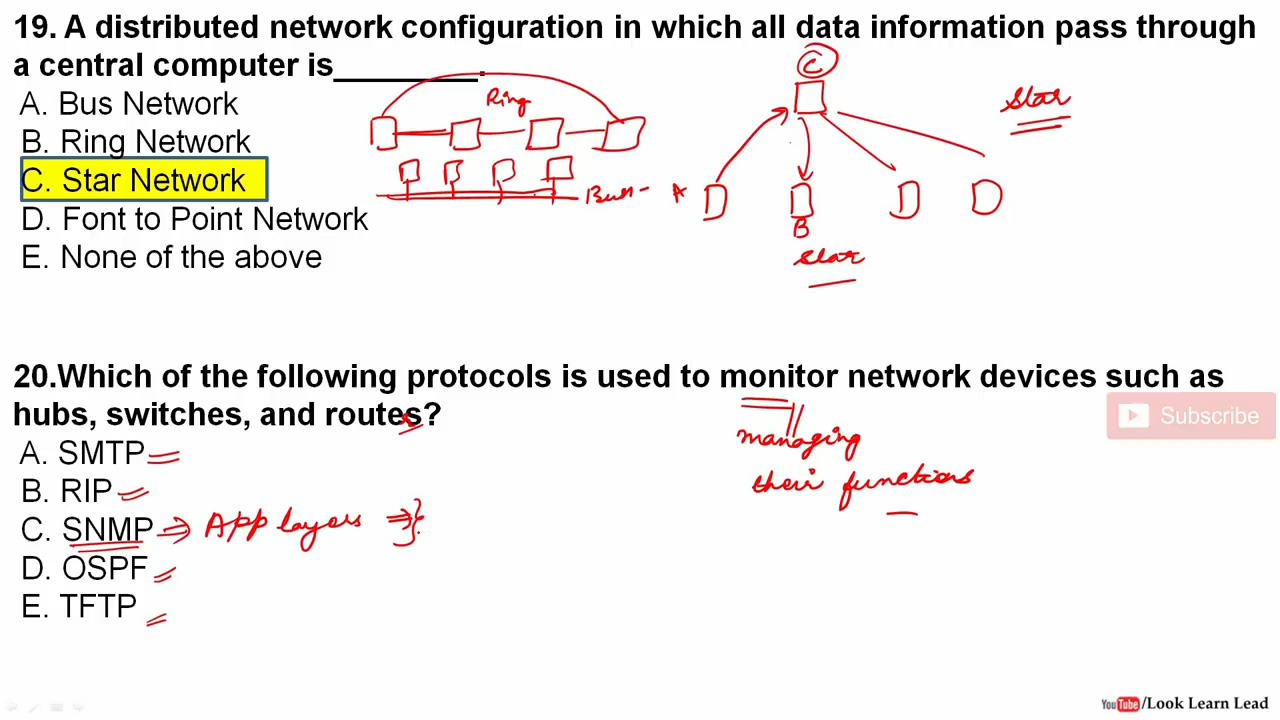 19. A distributed network configuration in which all data information pass through
a central computer is_________.
A. Bus Network
B. Ring Network
C. Star Network
D. Font to Point Network
E. None of the above
Ring
Bus
C
Star
A
B
Star
20.Which of the following protocols is used to monitor network devices such as
hubs, switches, and routes?
A. SMTP
B. RIP
C. SNMP ⇒ App layers ⇒
D. OSPF
E. TFTP
managing
their functions
Subscribe
YouTube/Look Learn Lead